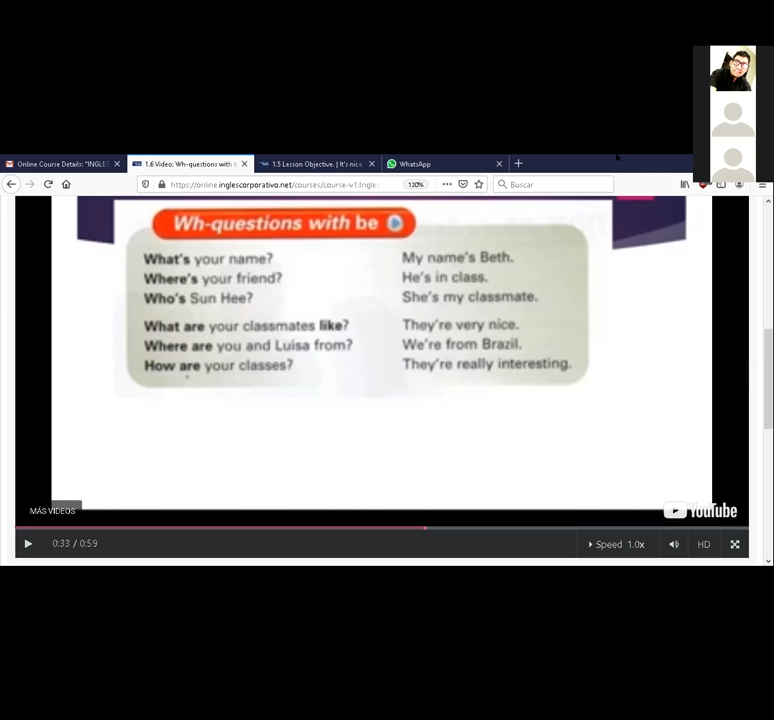 Online Course Details: "INGLES
1.6 Video: Wh-questions with b
1.5 Lesson Objective. | It's nice
WhatsApp
https://online.inglescorporativo.net/courses/course-v1:Ingles
120%
Buscar
Wh-questions with be
What's your name? My name's Beth.
Where's your friend? He's in class.
Who's Sun Hee? She's my classmate.
What are your classmates like? They're very nice.
Where are you and Luisa from? We're from Brazil.
How are your classes? They're really interesting.
MÁS VIDEOS
YouTube
0:33 / 0:59
Speed 1.0x
HD